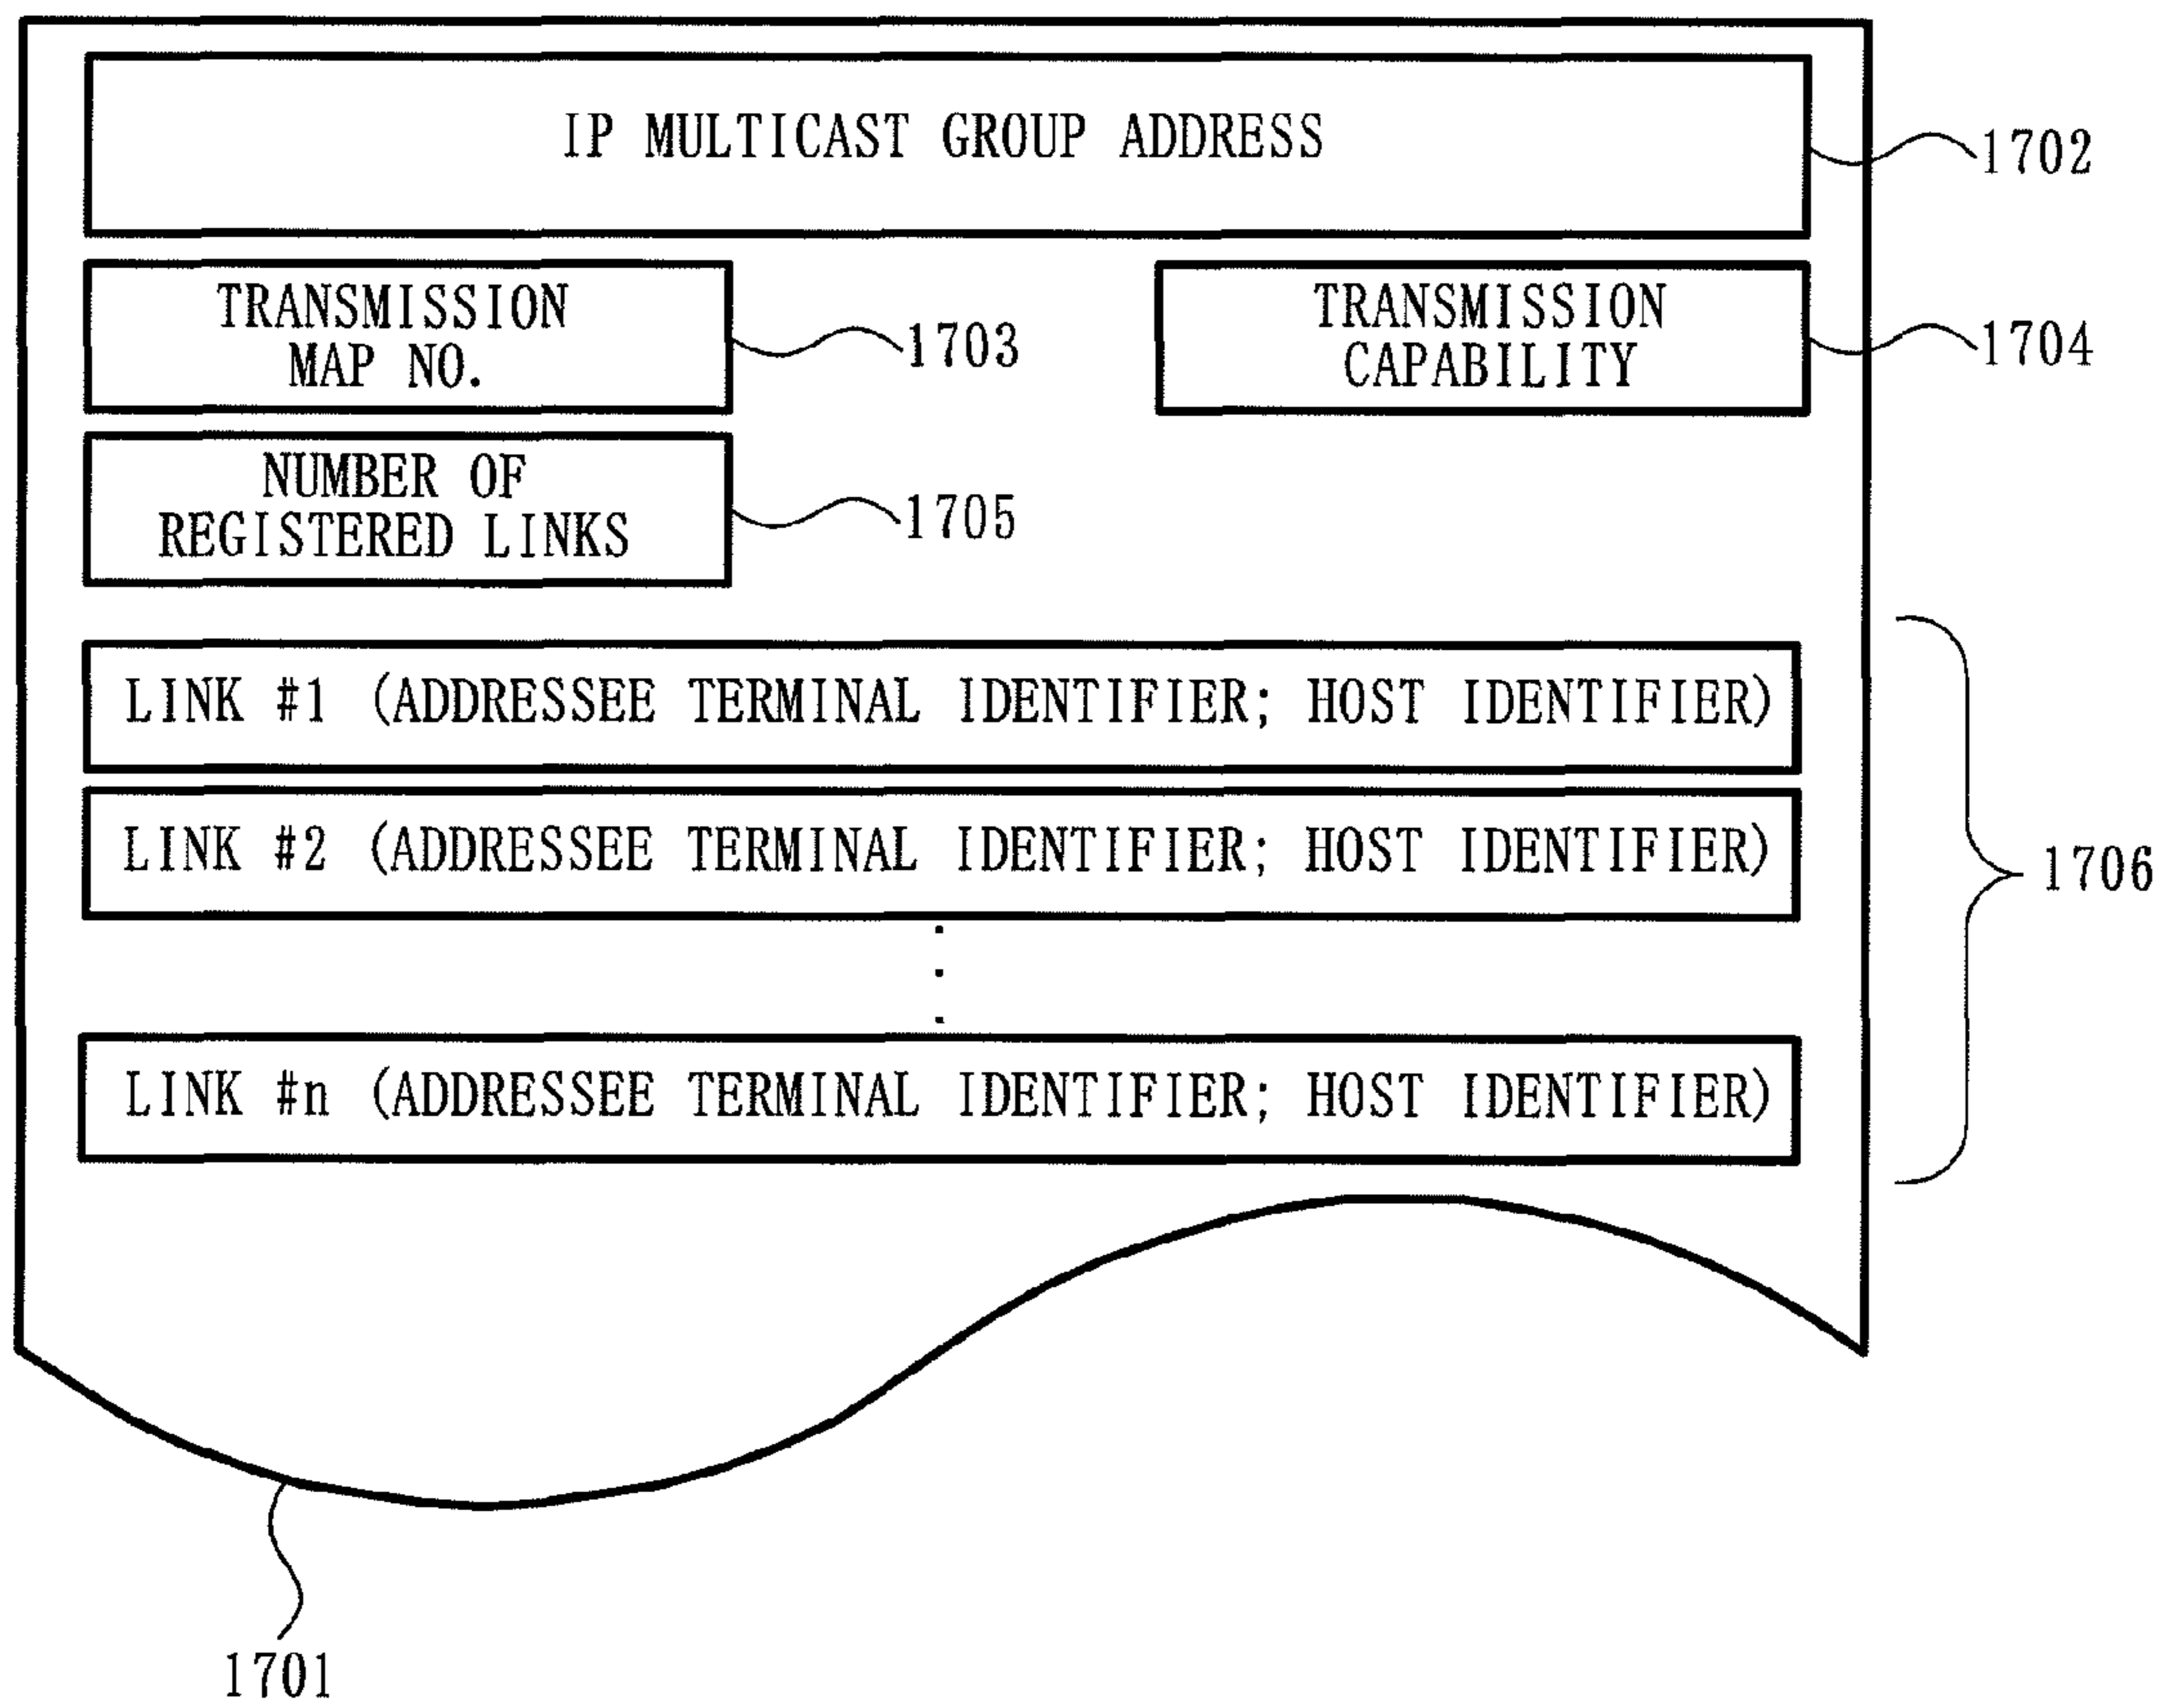 IP MULTICAST GROUP ADDRESS
1702
TRANSMISSION
MAP NO.
1703
TRANSMISSION
CAPABILITY
1704
NUMBER OF
REGISTERED LINKS
1705
LINK #1 (ADDRESSEE TERMINAL IDENTIFIER; HOST IDENTIFIER)
LINK #2 (ADDRESSEE TERMINAL IDENTIFIER; HOST IDENTIFIER)
LINK #n (ADDRESSEE TERMINAL IDENTIFIER; HOST IDENTIFIER)
1706
1701